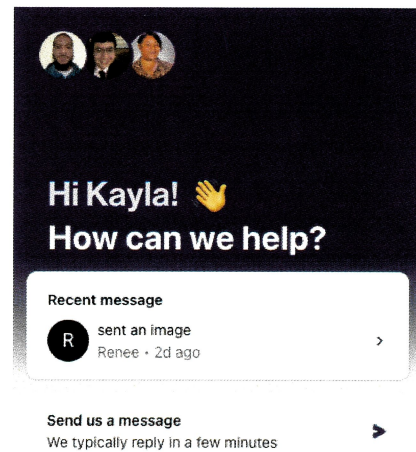 Hi Kayla! 👋
How can we help?
Recent message
R
sent an image
Renee • 2d ago
Send us a message
We typically reply in a few minutes